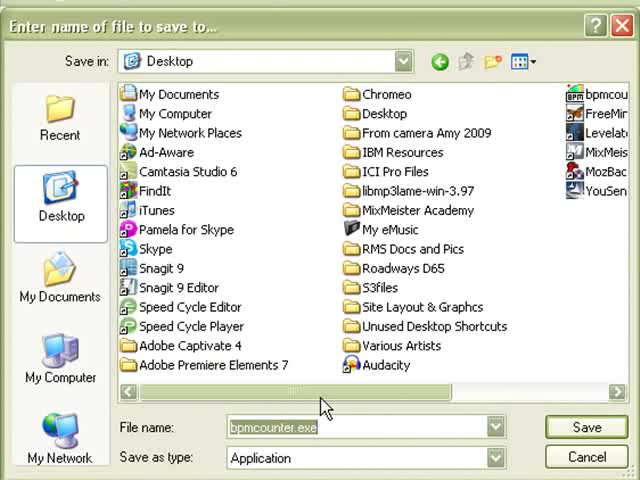 Enter name of file to save to...
Save in:
Desktop
Recent
Desktop
My Documents
My Computer
My Network
My Documents
My Computer
My Network Places
Ad-Aware
Camtasia Studio 6
FindIt
iTunes
Pamela for Skype
Skype
Snagit 9
Snagit 9 Editor
Speed Cycle Editor
Speed Cycle Player
Adobe Captivate 4
Adobe Premiere Elements 7
Chromeo
Desktop
From camera Amy 2009
IBM Resources
ICI Pro Files
libmp3lame-win-3.97
MixMeister Academy
My eMusic
RMS Docs and Pics
Roadways D65
S3files
Site Layout & Graphcs
Unused Desktop Shortcuts
Various Artists
Audacity
bpmcou
FreeMin
Levelat
MixMeis
MozBac
YouSen
File name:
bpmcounter.exe
Save
Save as type:
Application
Cancel